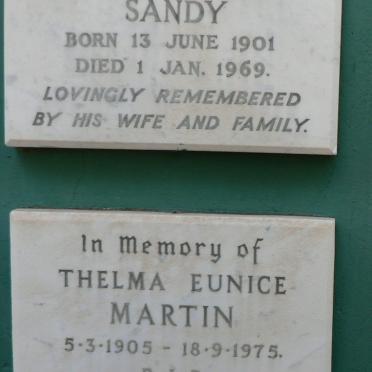 SANDY
BORN 13 JUNE 1901
DIED 1 JAN. 1969.
LOVINGLY REMEMBERED
BY HIS WIFE AND FAMILY.
In Memory of
THELMA EUNICE
MARTIN
5·3·1905 - 18·9·1975.